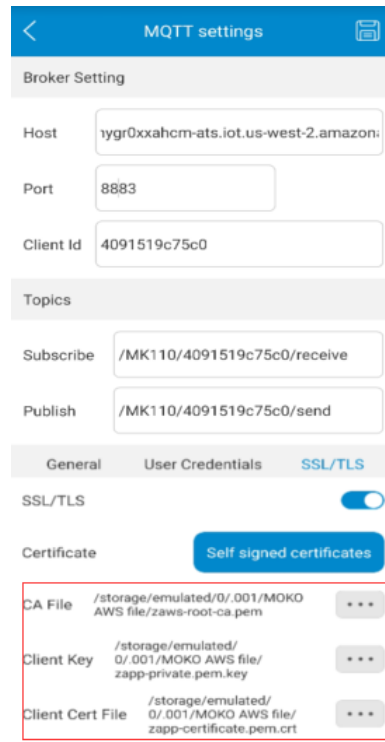 MQTT settings
Broker Setting
Host
ygr0xxahcm-ats.iot.us-west-2.amazona
Port
8883
Client Id
4091519c75c0
Topics
Subscribe
/MK110/4091519c75c0/receive
Publish
/MK110/4091519c75c0/send
General User Credentials SSL/TLS
SSL/TLS
Certificate
Self signed certificates
CA File
/storage/emulated/0/.001/MOKO
AWS file/zaws-root-ca.pem
Client Key
/storage/emulated/
0/.001/MOKO AWS file/
zapp-private.pem.key
Client Cert File
/storage/emulated/
0/.001/MOKO AWS file/
zapp-certificate.pem.crt